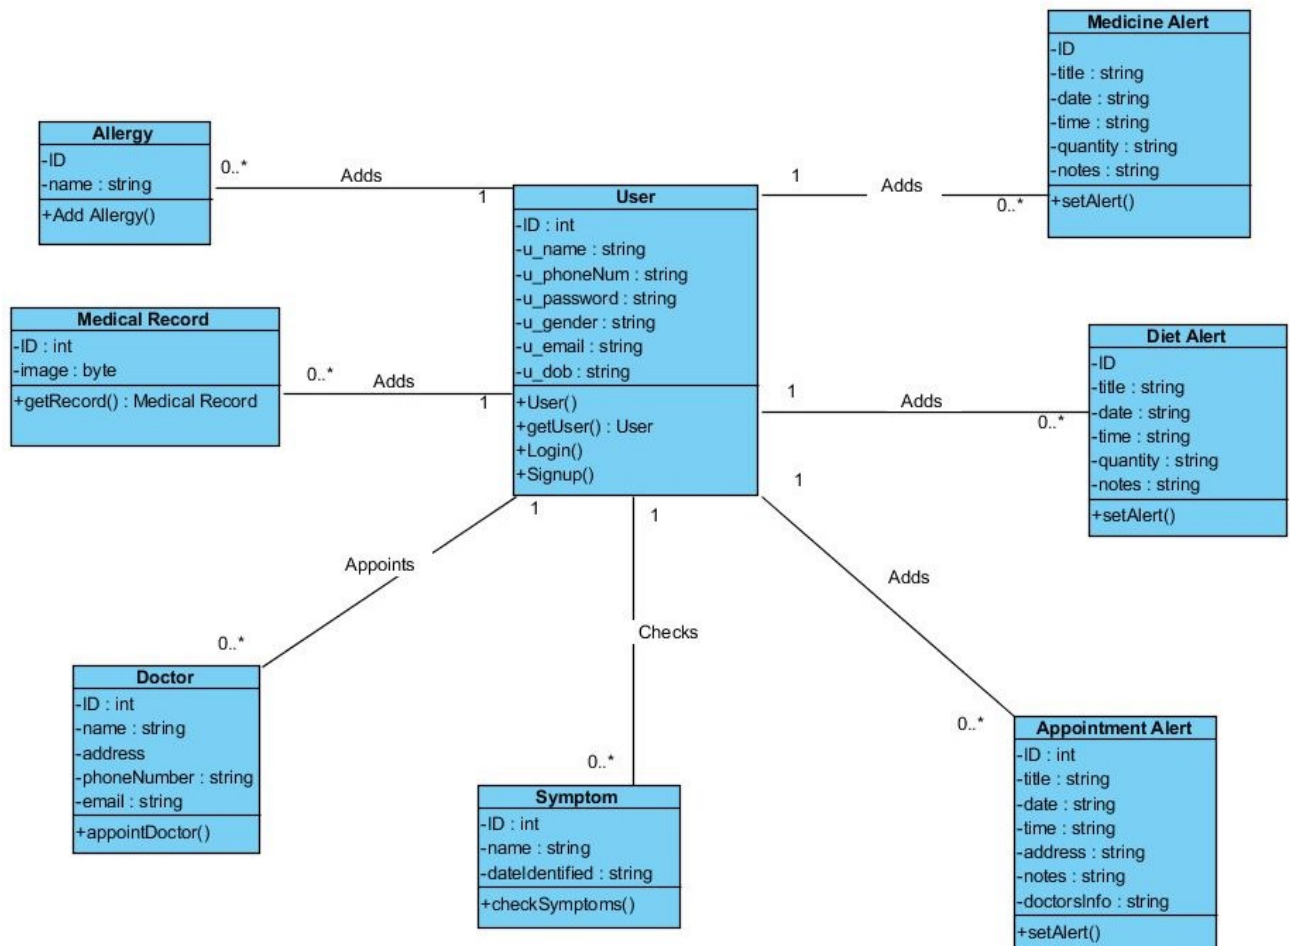 Medicine Alert
-ID
-title : string
-date : string
-time : string
-quantity : string
-notes : string
+setAlert()
Allergy
-ID
-name : string
+Add Allergy()
0..*
Adds
1
1
Adds
0..*
User
-ID : int
-u_name : string
-u_phoneNum : string
-u_password : string
-u_gender : string
-u_email : string
-u_dob : string
+User()
+getUser() : User
+Login()
+Signup()
Medical Record
-ID : int
-image : byte
+getRecord() : Medical Record
0..*
Adds
1
Diet Alert
-ID
-title : string
-date : string
-time : string
-quantity : string
-notes : string
+setAlert()
1
Adds
0..*
1
Appoints
0..*
1
Checks
0..*
1
Adds
0..*
Doctor
-ID : int
-name : string
-address
-phoneNumber : string
-email : string
+appointDoctor()
Symptom
-ID : int
-name : string
-dateIdentified : string
+checkSymptoms()
Appointment Alert
-ID : int
-title : string
-date : string
-time : string
-address : string
-notes : string
-doctorsInfo : string
+setAlert()